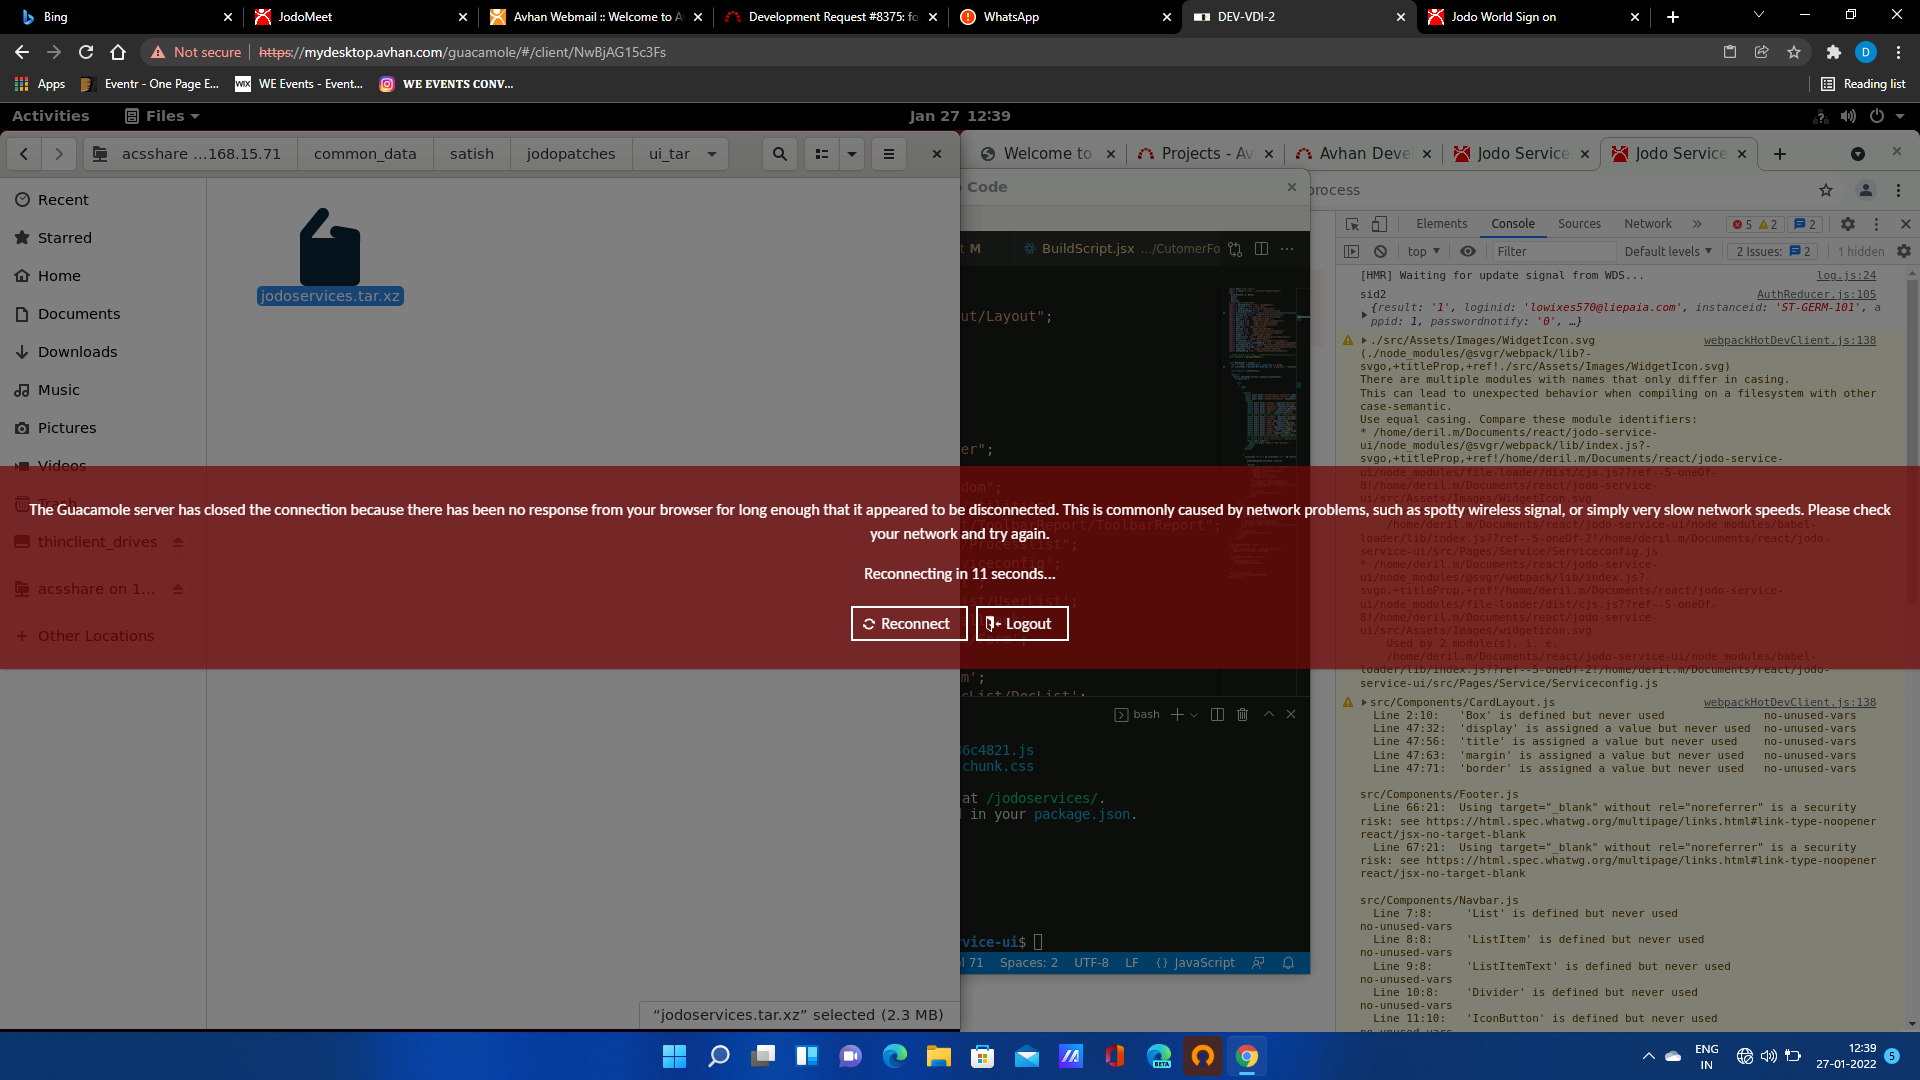 Bing
JodoMeet
Avhan Webmail :: Welcome to A
Development Request #8375: fo
WhatsApp
DEV-VDI-2
Jodo World Sign on
Not secure
https://mydesktop.avhan.com/guacamole/#/client/NwBjAG15c3Fs
D
Apps
Eventr - One Page E...
WIX
WE Events - Event...
WE EVENTS CONV...
Reading list
Activities
Files
Jan 27 12:39
acsshare ...168.15.71
common_data
satish
jodopatches
ui_tar
Welcome to
Projects - Av
Avhan Deve
Jodo Service
Jodo Service
Code
process
Recent
Starred
Home
Documents
Downloads
Music
Pictures
Videos
Trash
thinclient_drives
acsshare on 1...
Other Locations
jodoservices.tar.xz
"jodoservices.tar.xz" selected (2.3 MB)
t M
BuildScript.jsx .../CutomerFo
ut/Layout";
er";
dom";
t/ToolbarReport/ToolbarReport";
/Processlist";
viceconfig';
ist/UserList';
m';
cList/DocList';
The Guacamole server has closed the connection because there has been no response from your browser for long enough that it appeared to be disconnected. This is commonly caused by network problems, such as spotty wireless signal, or simply very slow network speeds. Please check
your network and try again.
Reconnecting in 11 seconds...
Reconnect
Logout
bash
36c4821.js
chunk.css
at /jodoservices/.
in your package.json.
rvice-ui$
l 71
Spaces: 2
UTF-8
LF
{} JavaScript
Elements
Console
Sources
Network
5
2
2
top
Filter
Default levels
2 Issues:
2
1 hidden
[HMR] Waiting for update signal from WDS...
log.js:24
sid2
AuthReducer.js:105
{result: '1', loginid: 'lowixes570@liepaia.com', instanceid: 'ST-GERM-101', a
ppid: 1, passwordnotify: '0', …}
./src/Assets/Images/WidgetIcon.svg
webpackHotDevClient.js:138
(./node_modules/@svgr/webpack/lib?-
svgo,+titleProp,+ref!./src/Assets/Images/WidgetIcon.svg)
There are multiple modules with names that only differ in casing.
This can lead to unexpected behavior when compiling on a filesystem with other
case-semantic.
Use equal casing. Compare these module identifiers:
* /home/deril.m/Documents/react/jodo-service-
ui/node_modules/@svgr/webpack/lib/index.js?-
svgo,+titleProp,+ref!/home/deril.m/Documents/react/jodo-service-
ui/node_modules/file-loader/dist/cjs.js??ref--5-oneOf-
8!/home/deril.m/Documents/react/jodo-service-
ui/src/Assets/Images/WidgetIcon.svg
ui/node_modules/babel-
loader/lib/index.js??ref--5-oneOf-2!/home/deril.m/Documents/react/jodo-
service-ui/src/Pages/Service/Serviceconfig.js
* /home/deril.m/Documents/react/jodo-service-
ui/node_modules/@svgr/webpack/lib/index.js?-
svgo,+titleProp,+ref!/home/deril.m/Documents/react/jodo-service-
ui/node_modules/file-loader/dist/cjs.js??ref--5-oneOf-
8!/home/deril.m/Documents/react/jodo-service-
ui/src/Assets/Images/widgeticon.svg
Used by 2 module(s), i. e.
/home/deril.m/Documents/react/jodo-service-ui/node_modules/babel-
loader/lib/index.js??ref--5-oneOf-2!/home/deril.m/Documents/react/jodo-
service-ui/src/Pages/Service/Serviceconfig.js
src/Components/CardLayout.js
webpackHotDevClient.js:138
Line 2:10: 'Box' is defined but never used no-unused-vars
Line 47:32: 'display' is assigned a value but never used no-unused-vars
Line 47:56: 'title' is assigned a value but never used no-unused-vars
Line 47:63: 'margin' is assigned a value but never used no-unused-vars
Line 47:71: 'border' is assigned a value but never used no-unused-vars
src/Components/Footer.js
Line 66:21: Using target="_blank" without rel="noreferrer" is a security
risk: see https://html.spec.whatwg.org/multipage/links.html#link-type-noopener
react/jsx-no-target-blank
Line 67:21: Using target="_blank" without rel="noreferrer" is a security
risk: see https://html.spec.whatwg.org/multipage/links.html#link-type-noopener
react/jsx-no-target-blank
src/Components/Navbar.js
Line 7:8: 'List' is defined but never used
no-unused-vars
Line 8:8: 'ListItem' is defined but never used
no-unused-vars
Line 9:8: 'ListItemText' is defined but never used
no-unused-vars
Line 10:8: 'Divider' is defined but never used
no-unused-vars
Line 11:10: 'IconButton' is defined but never used
no-unused-vars
ENG
IN
12:39
27-01-2022
5